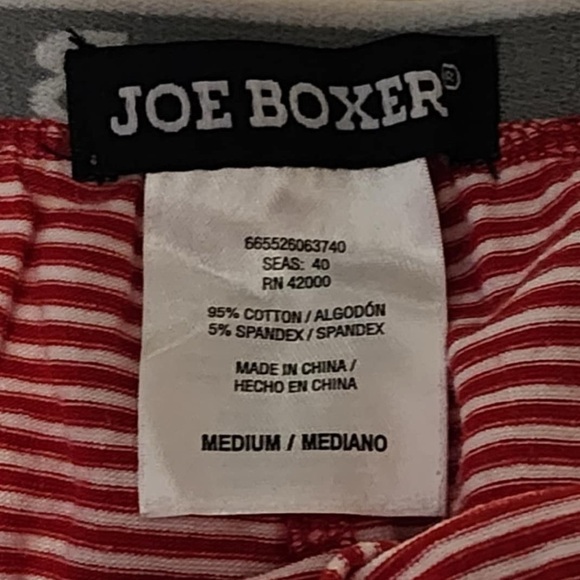 JOE BOXER®
665526063740
SEAS: 40
RN 42000
95% COTTON / ALGODÓN
5% SPANDEX / SPANDEX
MADE IN CHINA /
HECHO EN CHINA
MEDIUM / MEDIANO